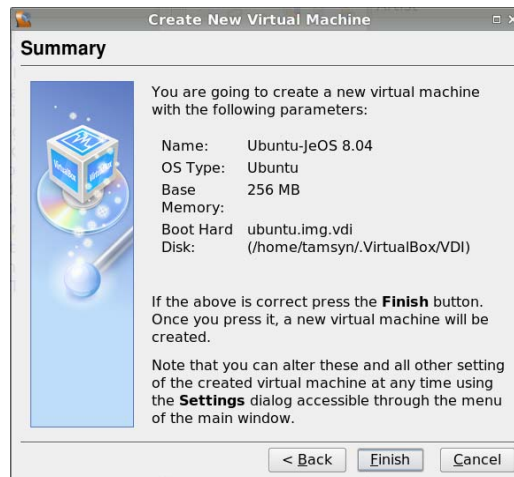 Create New Virtual Machine
Summary
You are going to create a new virtual machine
with the following parameters:
Name: Ubuntu-JeOS 8.04
OS Type: Ubuntu
Base 256 MB
Memory:
Boot Hard ubuntu.img.vdi
Disk: (/home/tamsyn/.VirtualBox/VDI)
If the above is correct press the Finish button.
Once you press it, a new virtual machine will be
created.
Note that you can alter these and all other setting
of the created virtual machine at any time using
the Settings dialog accessible through the menu
of the main window.
VirtualBox
< Back
Finish
Cancel